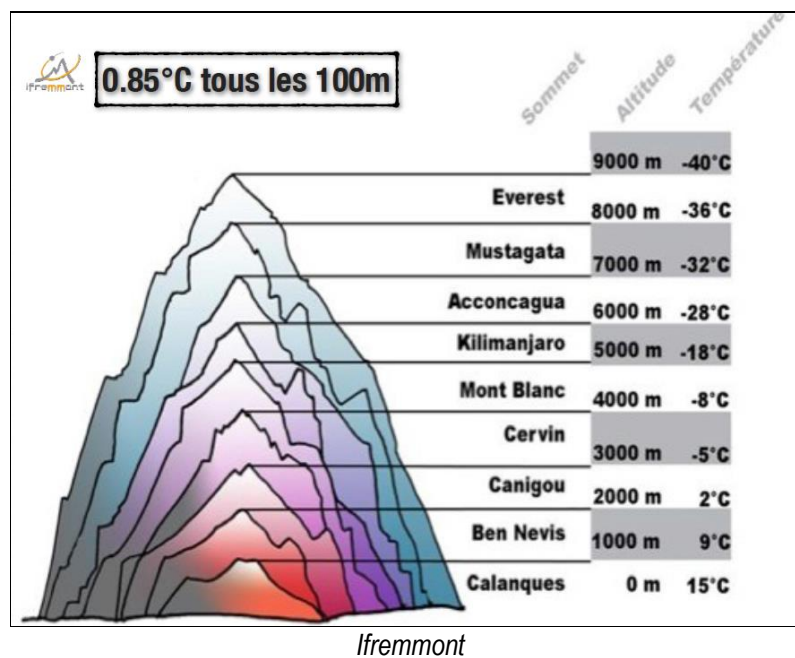 ifremmont
0.85°C tous les 100m
Sommet Altitude Température
9000 m -40°C
Everest
8000 m -36°C
Mustagata
7000 m -32°C
Acconcagua
6000 m -28°C
Kilimanjaro
5000 m -18°C
Mont Blanc
4000 m -8°C
Cervin
3000 m -5°C
Canigou
2000 m 2°C
Ben Nevis
1000 m 9°C
Calanques
0 m 15°C
Ifremmont